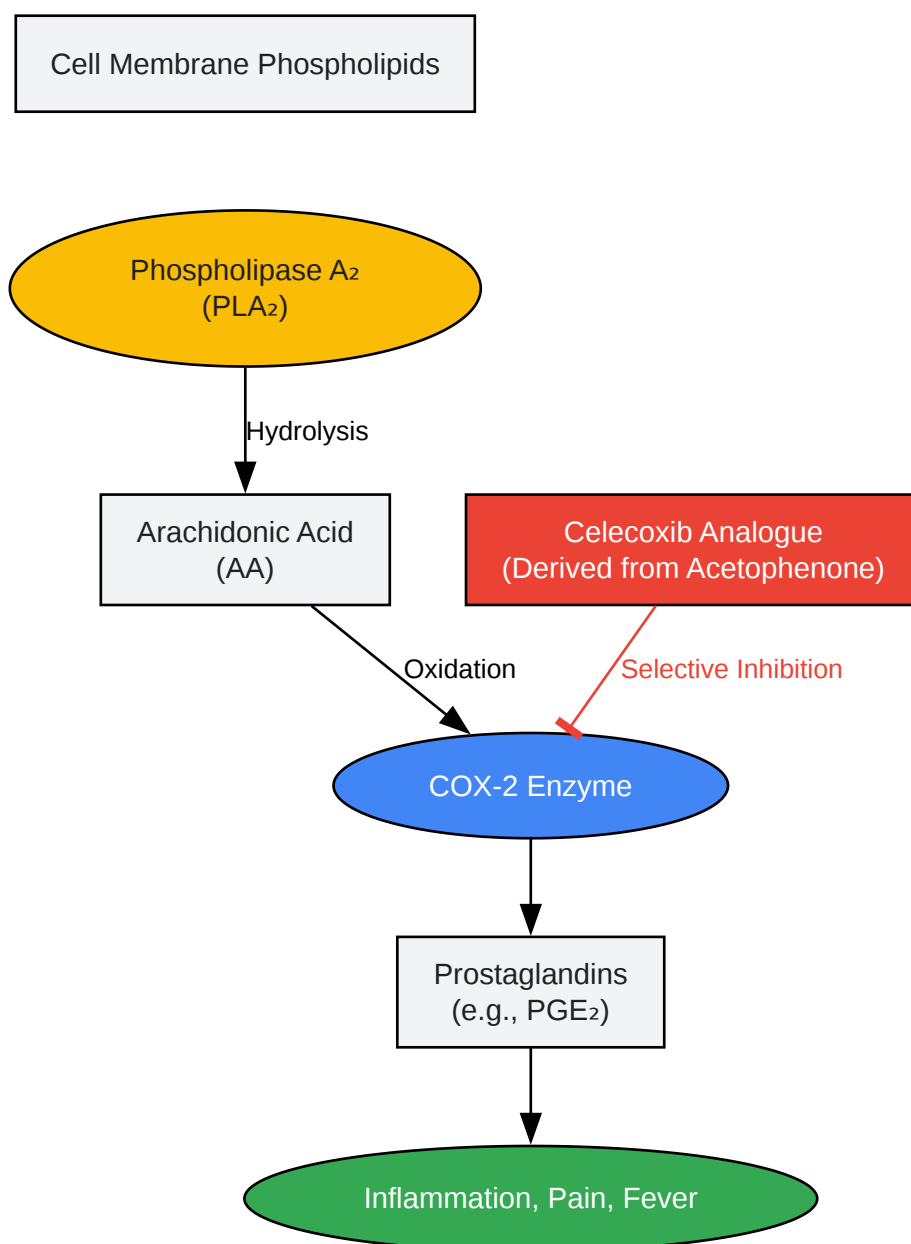 Cell Membrane Phospholipids
Phospholipase A₂
(PLA₂)
Hydrolysis
Arachidonic Acid
(AA)
Celecoxib Analogue
(Derived from Acetophenone)
Oxidation
Selective Inhibition
COX-2 Enzyme
Prostaglandins
(e.g., PGE₂)
Inflammation, Pain, Fever